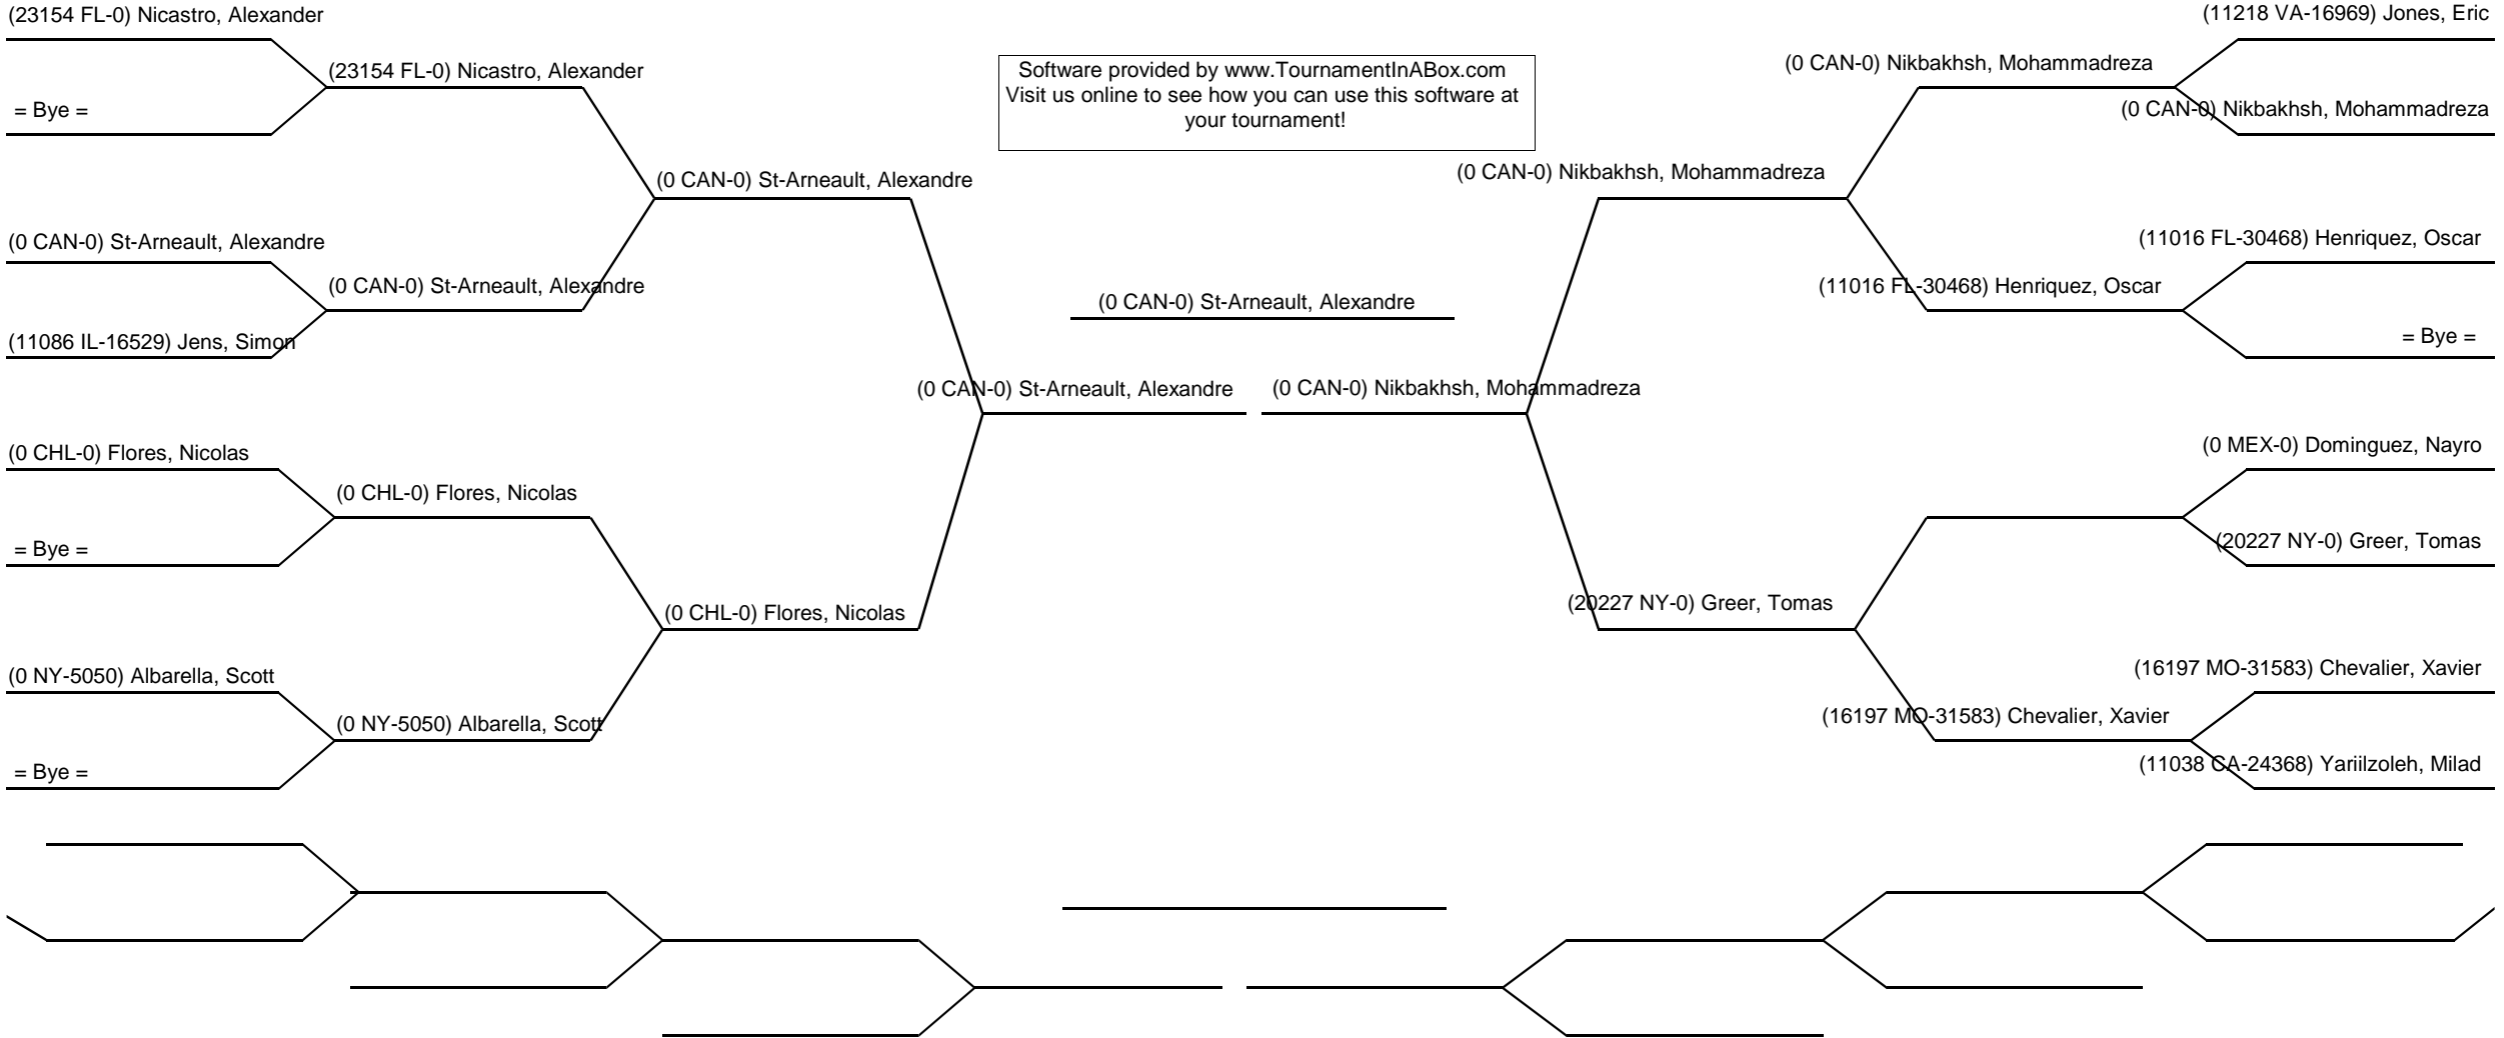 (23154 FL-0) Nicastro, Alexander
(11218 VA-16969) Jones, Eric
(23154 FL-0) Nicastro, Alexander
Software provided by www.TournamentInABox.com
Visit us online to see how you can use this software at
your tournament!
(0 CAN-0) Nikbakhsh, Mohammadreza
= Bye =
(0 CAN-0) Nikbakhsh, Mohammadreza
(0 CAN-0) St-Arneault, Alexandre
(0 CAN-0) Nikbakhsh, Mohammadreza
(0 CAN-0) St-Arneault, Alexandre
(11016 FL-30468) Henriquez, Oscar
(0 CAN-0) St-Arneault, Alexandre
(0 CAN-0) St-Arneault, Alexandre
(11016 FL-30468) Henriquez, Oscar
(11086 IL-16529) Jens, Simon
= Bye =
(0 CAN-0) St-Arneault, Alexandre
(0 CAN-0) Nikbakhsh, Mohammadreza
(0 CHL-0) Flores, Nicolas
(0 MEX-0) Dominguez, Nayro
(0 CHL-0) Flores, Nicolas
= Bye =
(20227 NY-0) Greer, Tomas
(0 CHL-0) Flores, Nicolas
(20227 NY-0) Greer, Tomas
(0 NY-5050) Albarella, Scott
(16197 MO-31583) Chevalier, Xavier
(0 NY-5050) Albarella, Scott
(16197 MO-31583) Chevalier, Xavier
= Bye =
(11038 CA-24368) Yariilzoleh, Milad